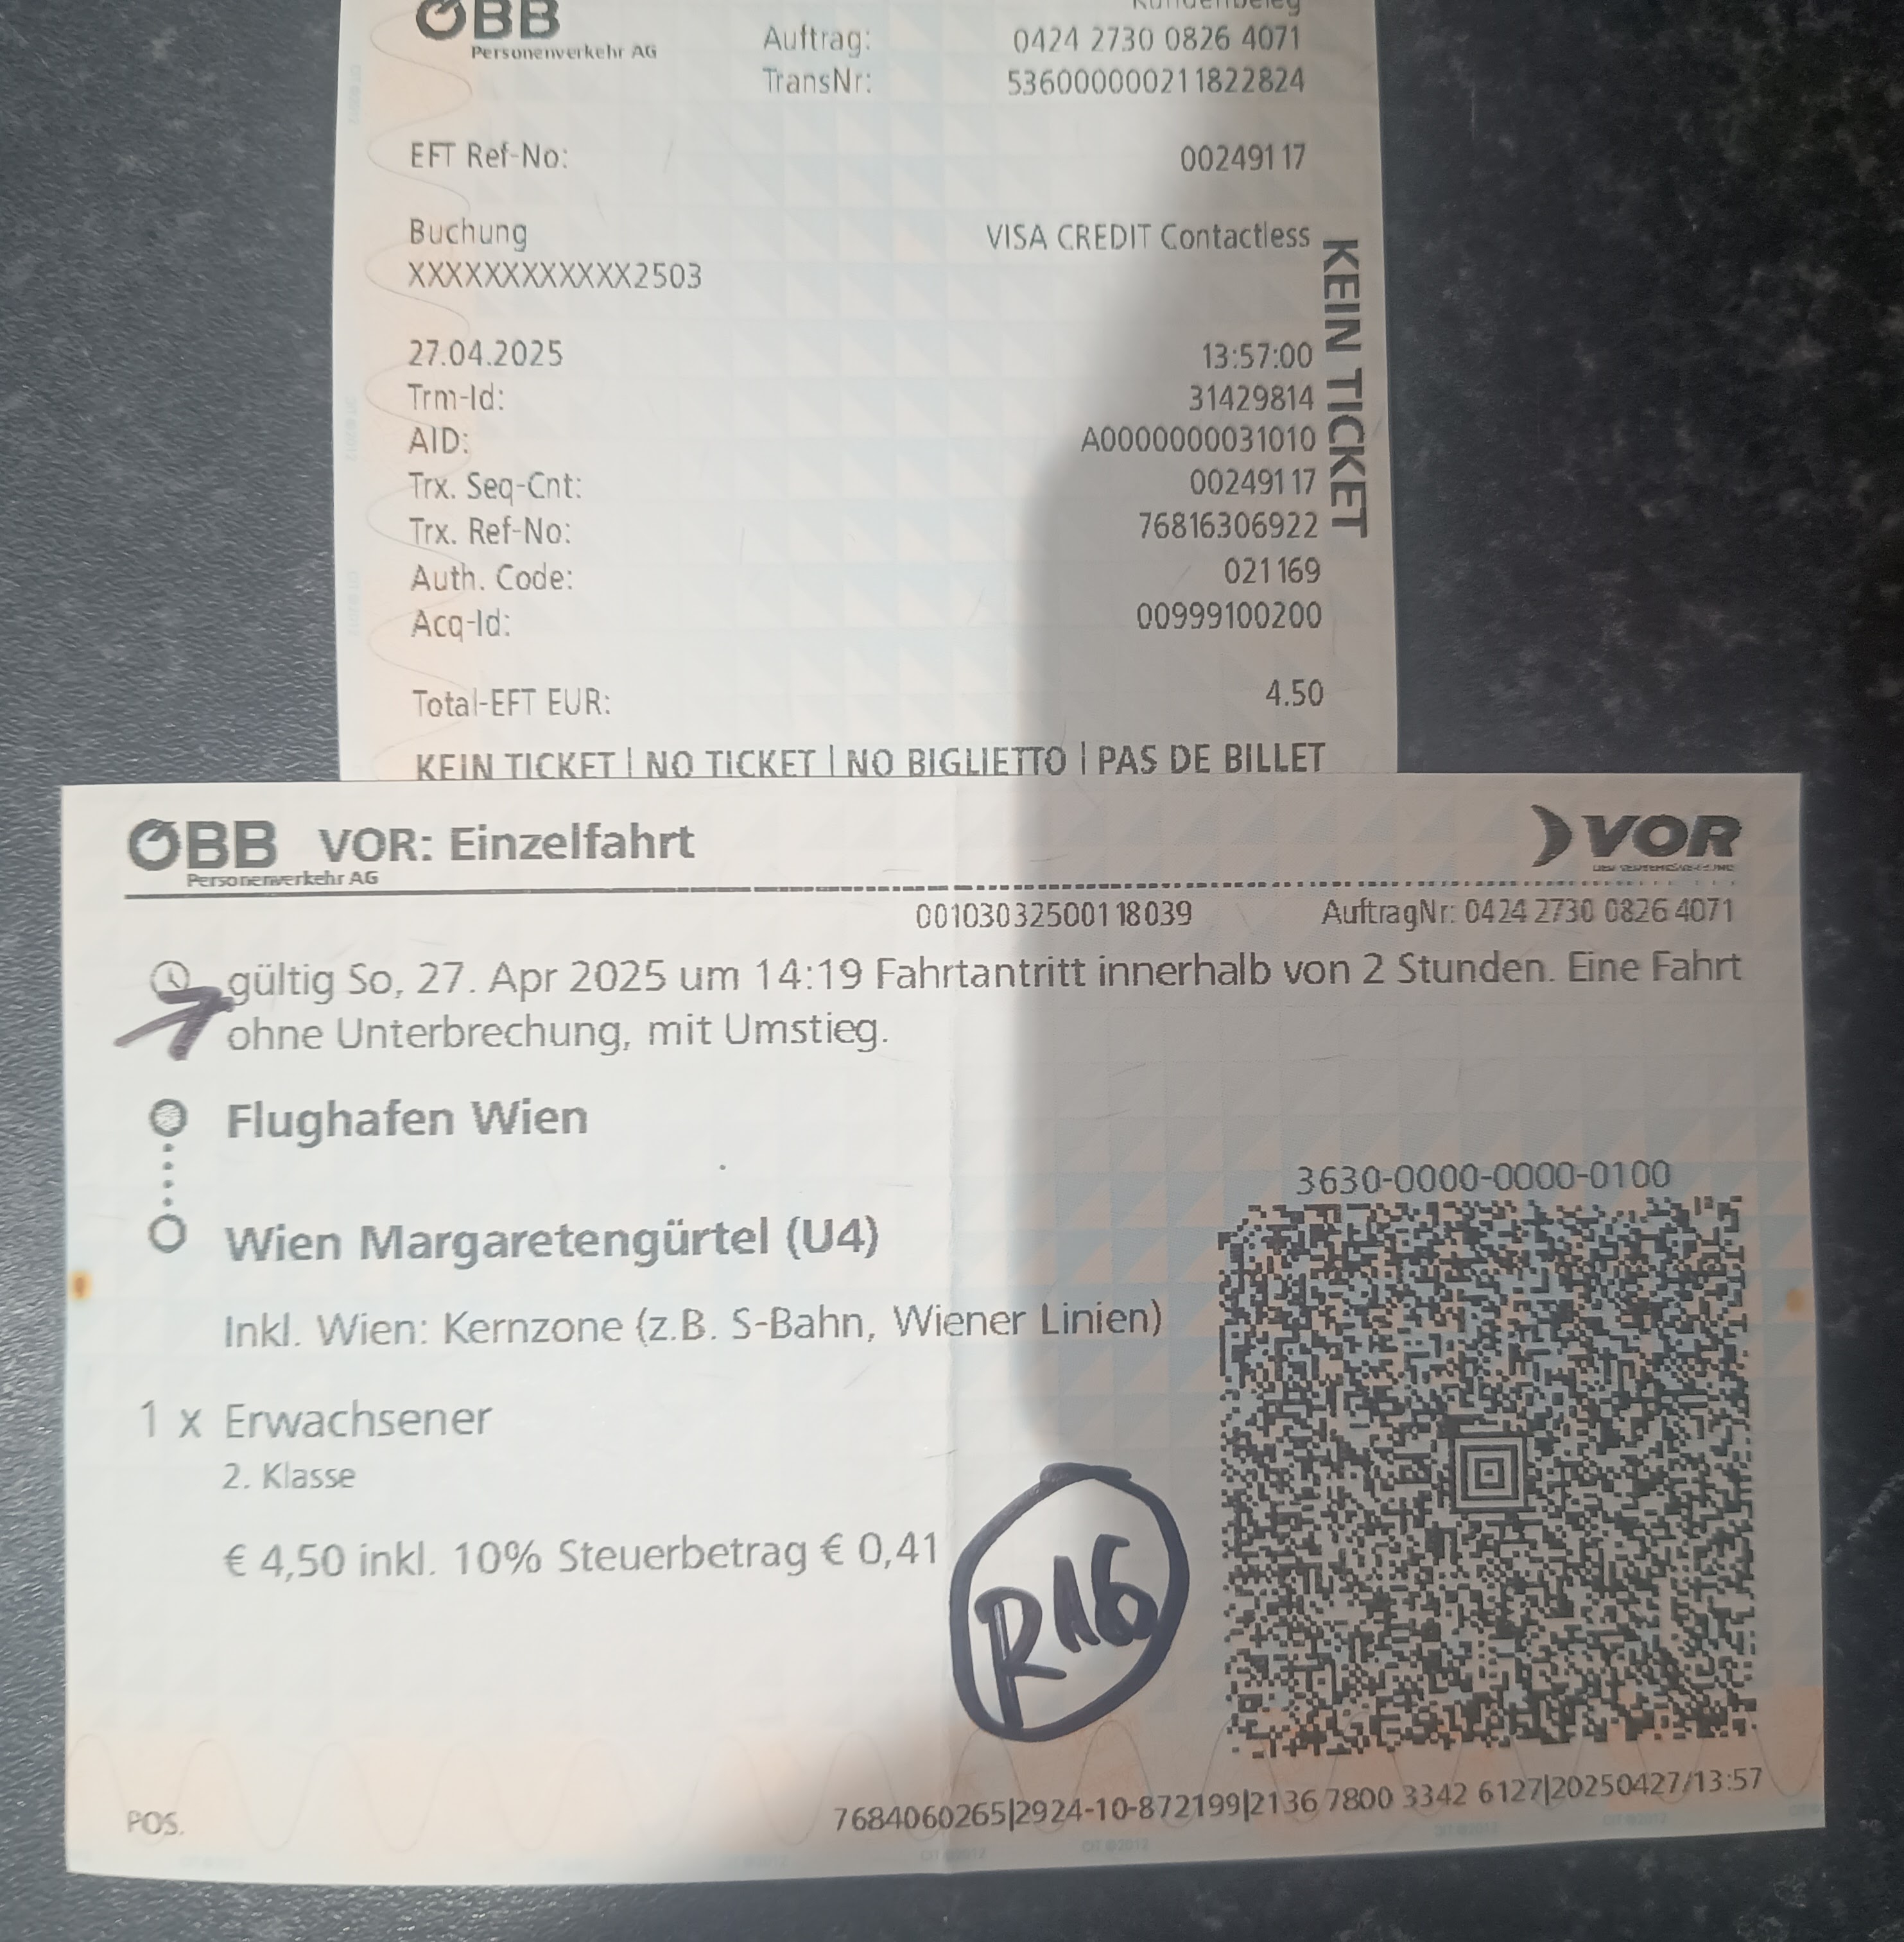 ÖBB
Personenverkehr AG
Kundenbeleg
Auftrag: 0424 2730 0826 4071
TransNr: 536000000211822824
EFT Ref-No: 00249117
Buchung VISA CREDIT Contactless
XXXXXXXXXXXX2503
27.04.2025 13:57:00
Trm-Id: 31429814
AID: A0000000031010
Trx. Seq-Cnt: 00249117
Trx. Ref-No: 76816306922
Auth. Code: 021169
Acq-Id: 00999100200
Total-EFT EUR: 4.50
KEIN TICKET | NO TICKET | NO BIGLIETTO | PAS DE BILLET
KEIN TICKET
ÖBB VOR: Einzelfahrt VOR
Personenverkehr AG
00103032500118039 AuftragNr: 0424 2730 0826 4071
gültig So, 27. Apr 2025 um 14:19 Fahrtantritt innerhalb von 2 Stunden. Eine Fahrt
ohne Unterbrechung, mit Umstieg.
Flughafen Wien
Wien Margaretengürtel (U4)
Inkl. Wien: Kernzone (z.B. S-Bahn, Wiener Linien)
1 x Erwachsener
2. Klasse
€ 4,50 inkl. 10% Steuerbetrag € 0,41
R16
3630-0000-0000-0100
POS.
7684060265|2924-10-872199|2136 7800 3342 6127|20250427/13:57
CIT ©2012